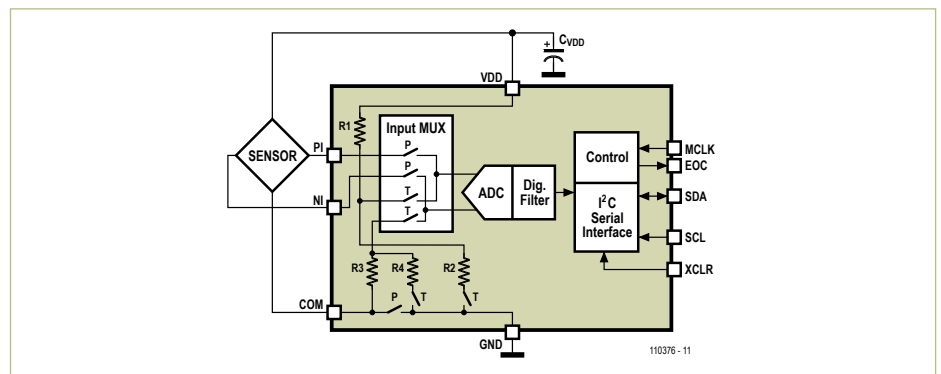 + CVDD
VDD
R1
Input MUX
P
PI
SENSOR
P
Control
MCLK
EOC
T
ADC
Dig.
Filter
NI
T
I2C
Serial
Interface
SDA
SCL
R3
R4
R2
XCLR
P
T
T
COM
GND
110376 - 11